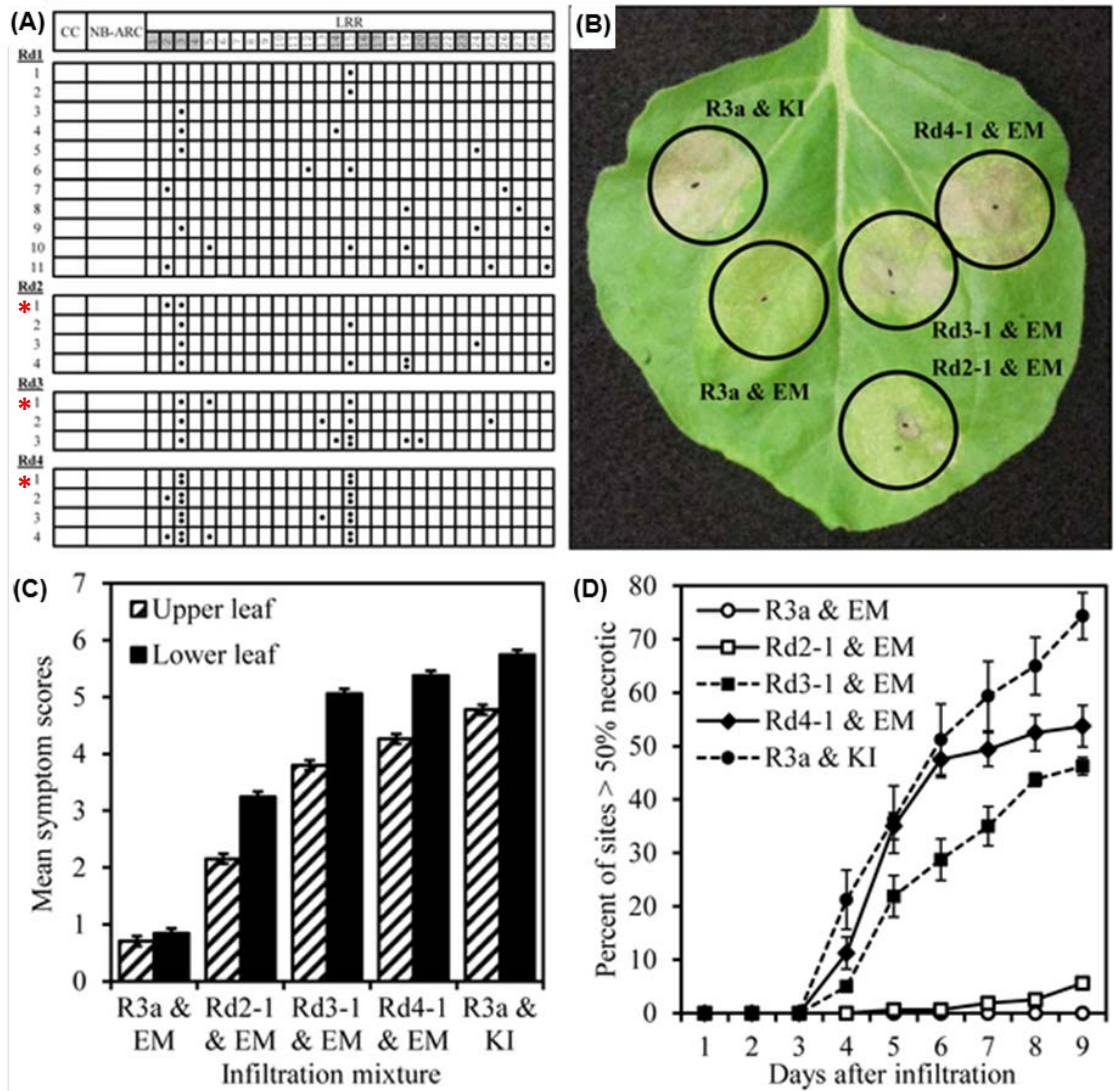 (A)
CC NB-ARC LRR
Rd1
1
2
3
4
5
6
7
8
9
10
11
Rd2
*1
2
3
4
Rd3
*1
2
3
Rd4
*1
2
3
4
(B)
R3a & KI
Rd4-1 & EM
R3a & EM
Rd3-1 & EM
Rd2-1 & EM
(C)
Mean symptom scores
7
6
5
4
3
2
1
0
Upper leaf
Lower leaf
R3a & EM
Rd2-1 & EM
Rd3-1 & EM
Rd4-1 & EM
R3a & KI
Infiltration mixture
(D)
Percent of sites > 50% necrotic
80
70
60
50
40
30
20
10
0
R3a & EM
Rd2-1 & EM
Rd3-1 & EM
Rd4-1 & EM
R3a & KI
1 2 3 4 5 6 7 8 9
Days after infiltration